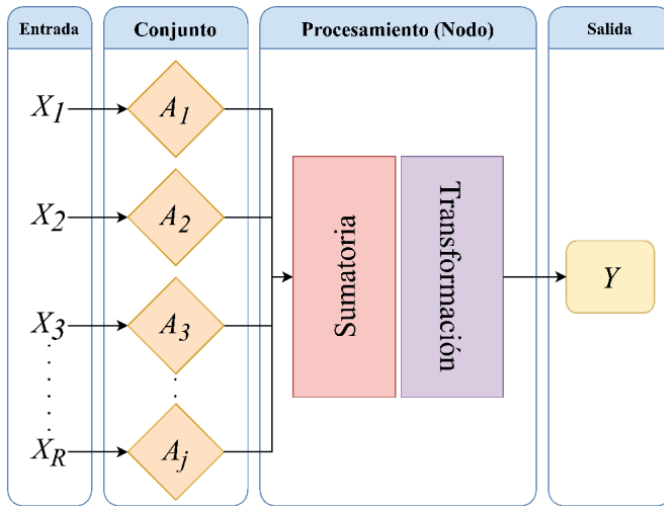 Entrada
Conjunto
Procesamiento (Nodo)
Salida
X1
A1
X2
A2
X3
A3
XR
Aj
Sumatoria
Transformación
Y